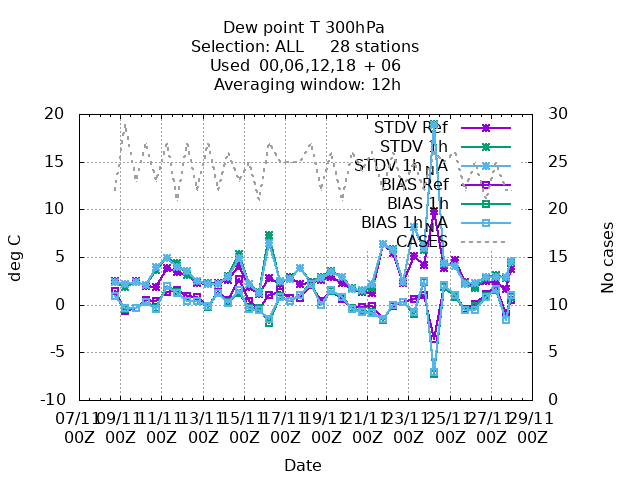 Dew point T 300hPa
Selection: ALL 28 stations
Used 00,06,12,18 + 06
Averaging window: 12h
20 30
STDV Ref
STDV 1h
15 STDV 1h_A 25
BIAS Ref
BIAS 1h
10 20
BIAS 1h_A
CASES
5 15
0 10
-5 5
-10 0
deg C
No cases
07/11 09/11 11/11 13/11 15/11 17/11 19/11 21/11 23/11 25/11 27/11 29/11
00Z 00Z 00Z 00Z 00Z 00Z 00Z 00Z 00Z 00Z 00Z 00Z
Date